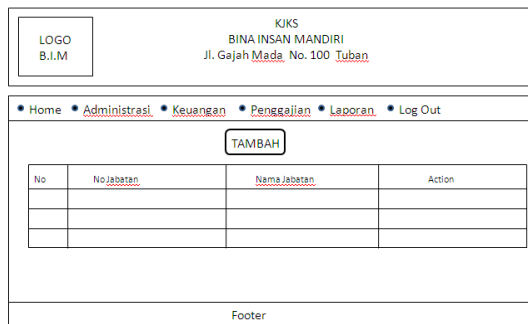 LOGO
B.I.M
KJKS
BINA INSAN MANDIRI
Jl. Gajah Mada No. 100 Tuban
Home Administrasi Keuangan Penggajian Laporan Log Out
TAMBAH
No No Jabatan Nama Jabatan Action
Footer